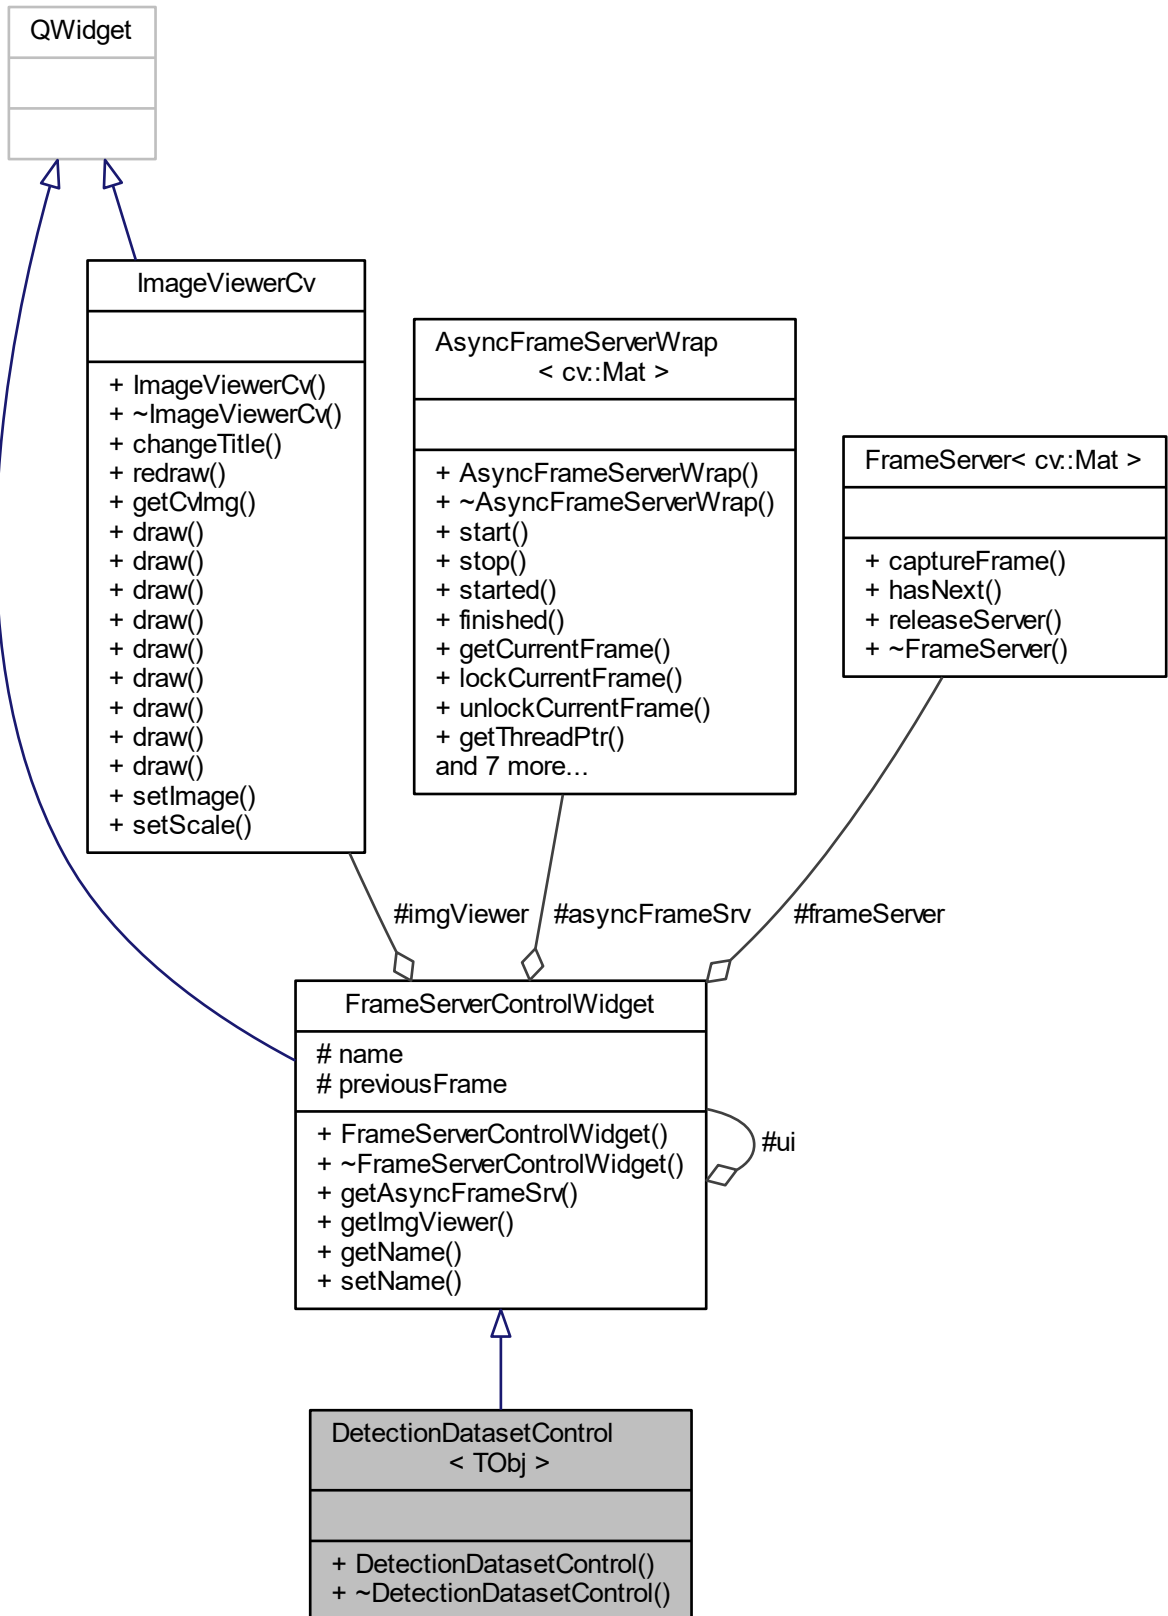 QWidget
ImageViewerCv
+ ImageViewerCv()
+ ~ImageViewerCv()
+ changeTitle()
+ redraw()
+ getCvImg()
+ draw()
+ draw()
+ draw()
+ draw()
+ draw()
+ draw()
+ draw()
+ draw()
+ draw()
+ setImage()
+ setScale()
AsyncFrameServerWrap
< cv::Mat >
+ AsyncFrameServerWrap()
+ ~AsyncFrameServerWrap()
+ start()
+ stop()
+ started()
+ finished()
+ getCurrentFrame()
+ lockCurrentFrame()
+ unlockCurrentFrame()
+ getThreadPtr()
and 7 more...
FrameServer< cv::Mat >
+ captureFrame()
+ hasNext()
+ releaseServer()
+ ~FrameServer()
#imgViewer
#asyncFrameSrv
#frameServer
FrameServerControlWidget
# name
# previousFrame
+ FrameServerControlWidget()
+ ~FrameServerControlWidget()
+ getAsyncFrameSrv()
+ getImgViewer()
+ getName()
+ setName()
#ui
DetectionDatasetControl
< TObj >
+ DetectionDatasetControl()
+ ~DetectionDatasetControl()